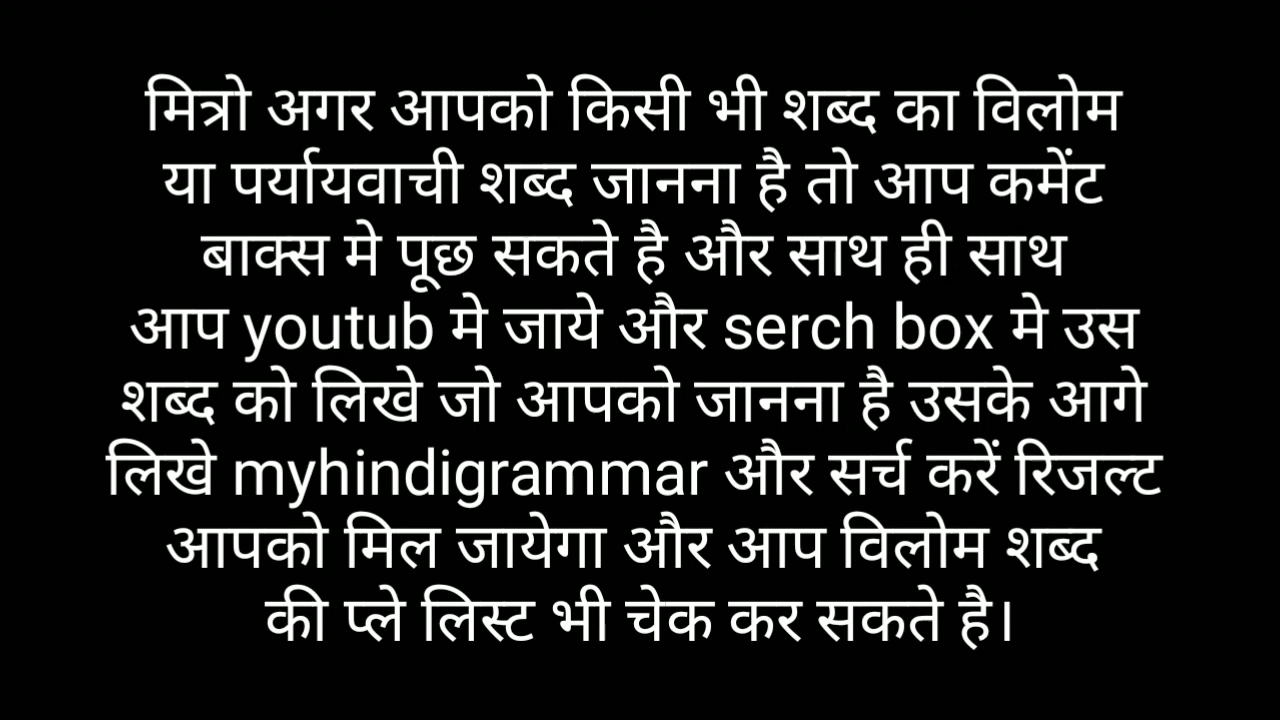 मित्रो अगर आपको किसी भी शब्द का विलोम
या पर्यायवाची शब्द जानना है तो आप कमेंट
बाक्स मे पूछ सकते है और साथ ही साथ
आप youtub मे जाये और serch box मे उस
शब्द को लिखे जो आपको जानना है उसके आगे
लिखे myhindigrammar और सर्च करें रिजल्ट
आपको मिल जायेगा और आप विलोम शब्द
की प्ले लिस्ट भी चेक कर सकते है।